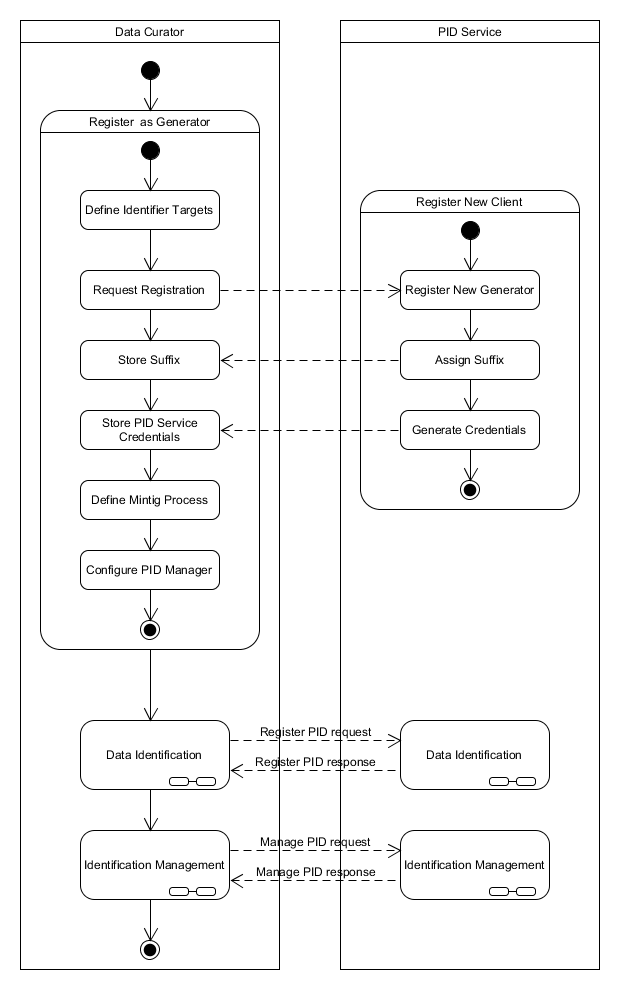 Data Curator
PID Service
Register as Generator
Define Identifier Targets
Register New Client
Request Registration
Register New Generator
Store Suffix
Assign Suffix
Store PID Service
Credentials
Generate Credentials
Define Mintig Process
Configure PID Manager
Register PID request
Data Identification
Data Identification
Register PID response
Manage PID request
Identification Management
Identification Management
Manage PID response